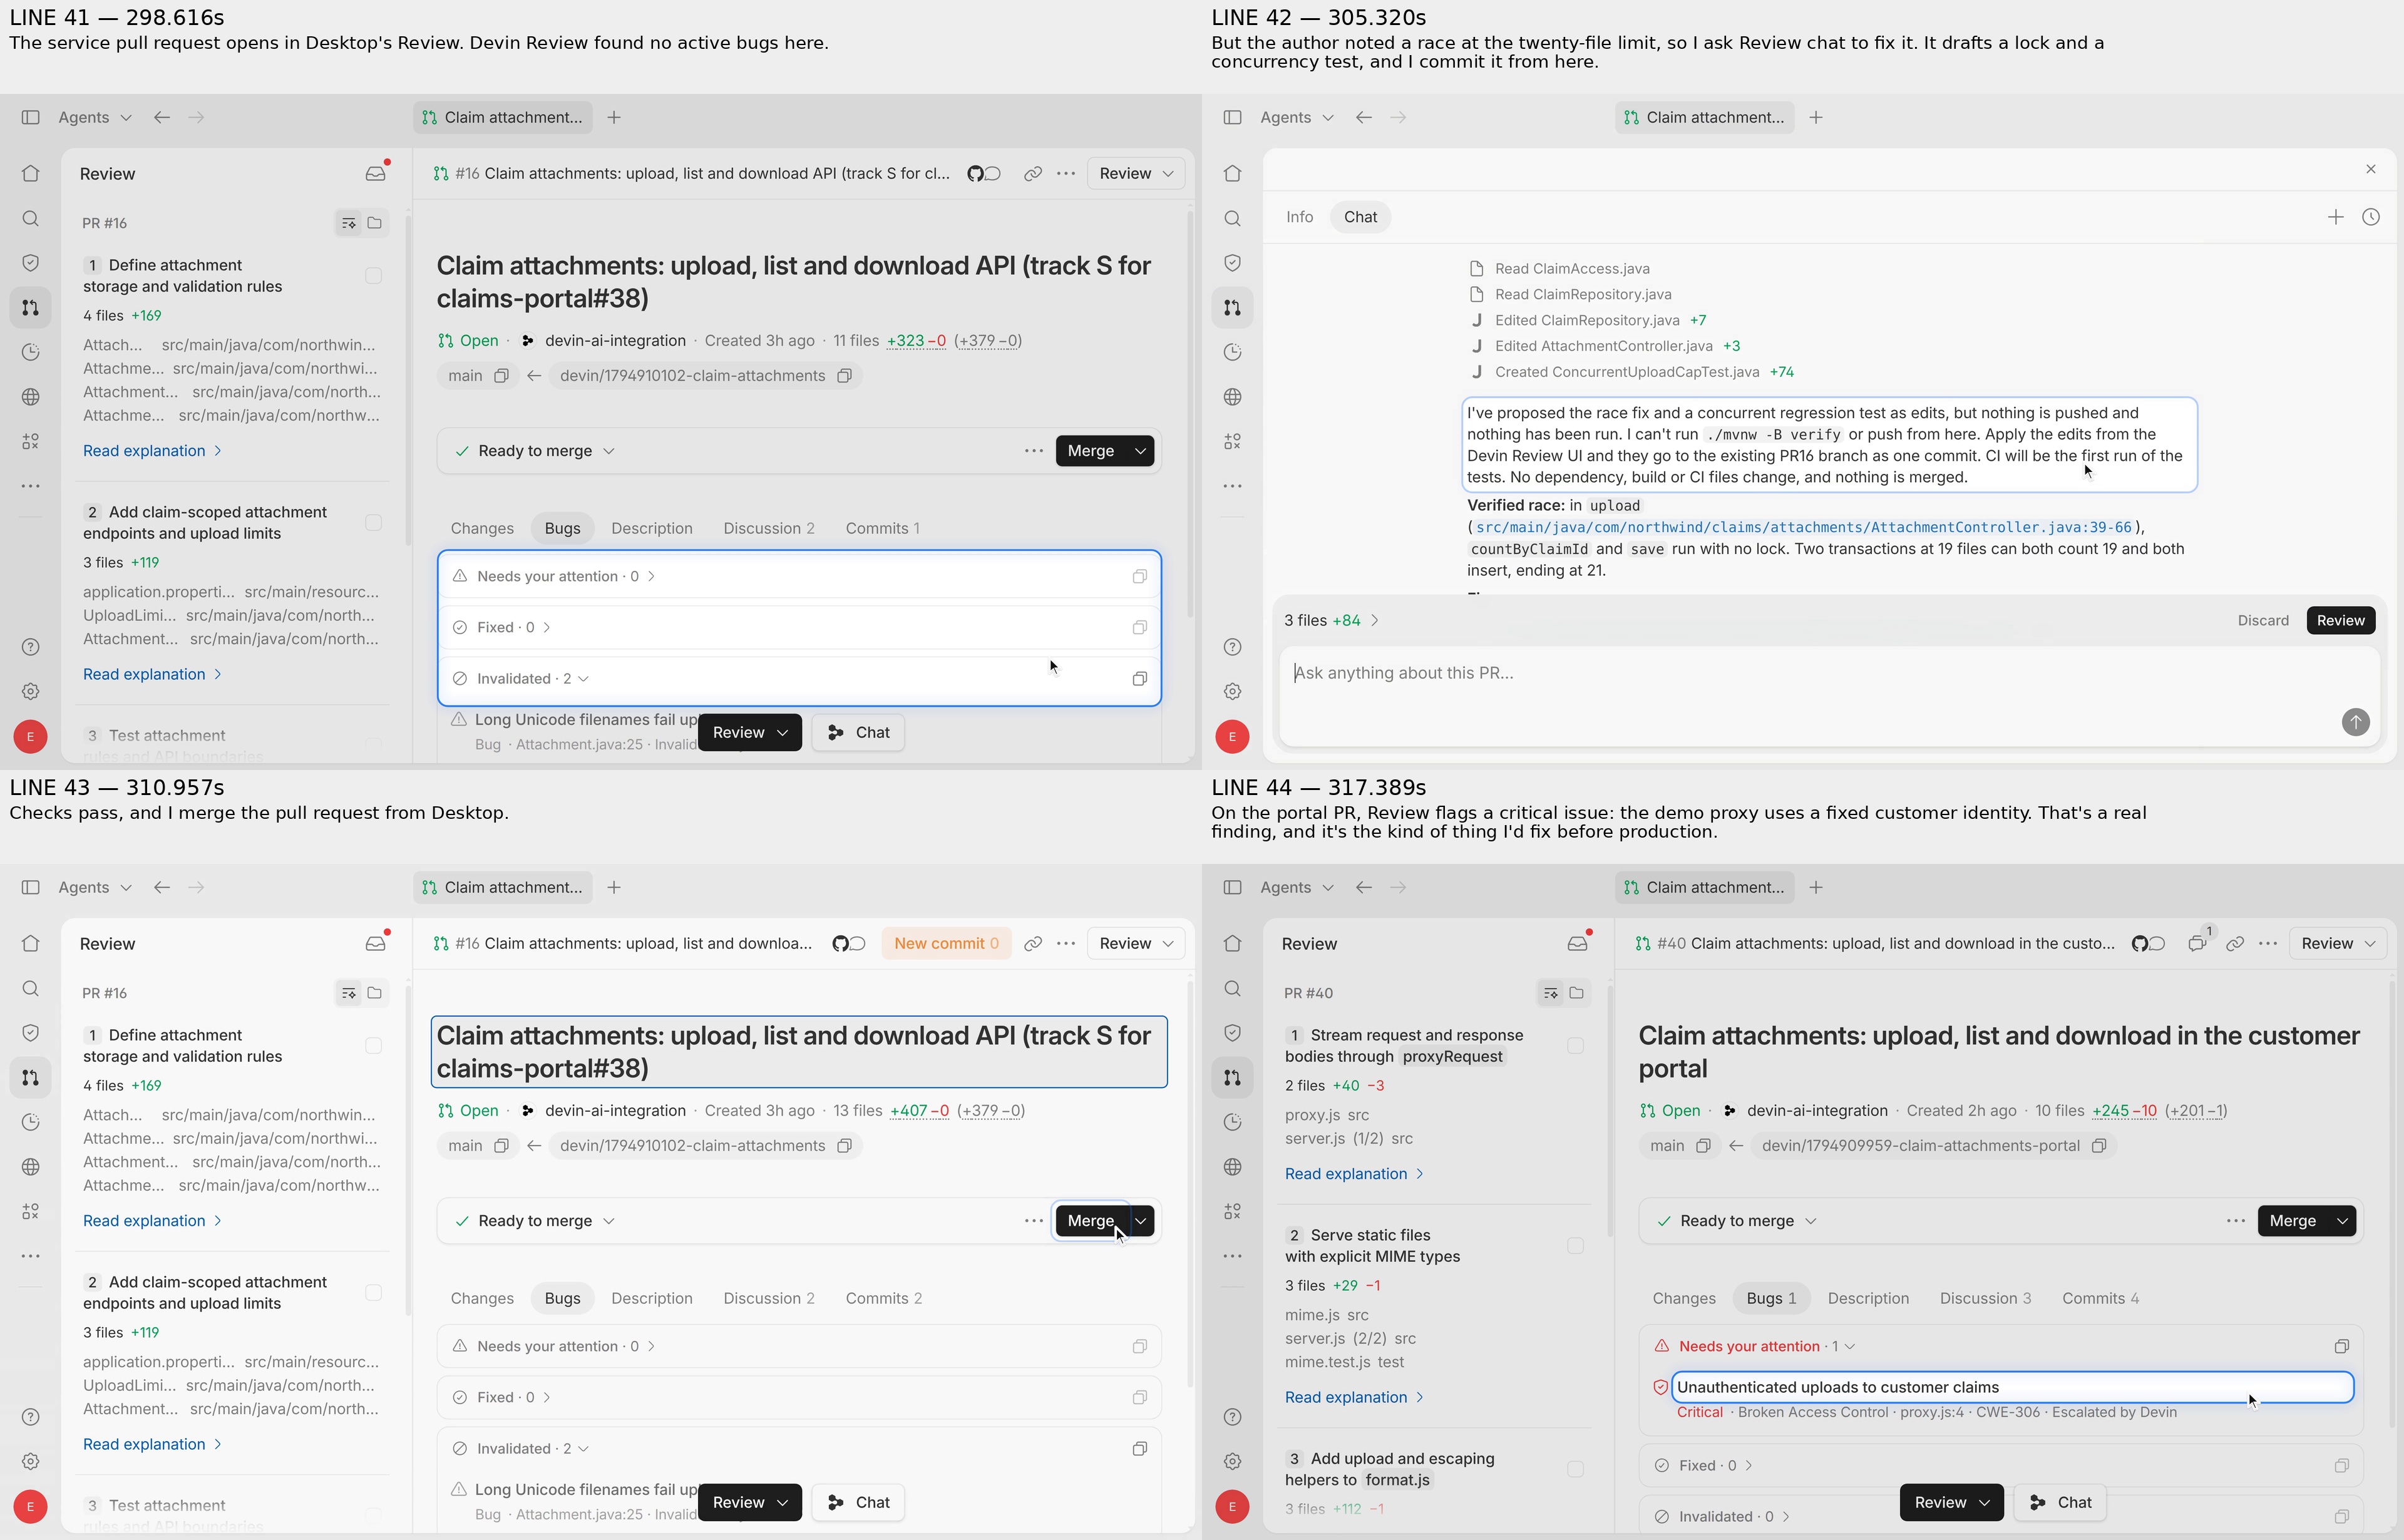 LINE 41 — 298.616s
The service pull request opens in Desktop's Review. Devin Review found no active bugs here.
Agents
Claim attachment...
Review
#16 Claim attachments: upload, list and download API (track S for cl...
Review
PR #16
1 Define attachment
storage and validation rules
4 files +169
Attach... src/main/java/com/northwin...
Attachme... src/main/java/com/northwi...
Attachment... src/main/java/com/north...
Attachme... src/main/java/com/northw...
Read explanation
2 Add claim-scoped attachment
endpoints and upload limits
3 files +119
application.properti... src/main/resourc...
UploadLimi... src/main/java/com/north...
Attachment... src/main/java/com/north...
Read explanation
3 Test attachment
rules and API boundaries
E
Claim attachments: upload, list and download API (track S for
claims-portal#38)
Open · devin-ai-integration · Created 3h ago · 11 files +323 −0 (+379 −0)
main ← devin/1794910102-claim-attachments
Ready to merge
Merge
Changes Bugs Description Discussion 2 Commits 1
Needs your attention · 0
Fixed · 0
Invalidated · 2
Long Unicode filenames fail up
Bug · Attachment.java:25 · Invalid
Review
Chat
LINE 42 — 305.320s
But the author noted a race at the twenty-file limit, so I ask Review chat to fix it. It drafts a lock and a
concurrency test, and I commit it from here.
Agents
Claim attachment...
Info Chat
Read ClaimAccess.java
Read ClaimRepository.java
Edited ClaimRepository.java +7
Edited AttachmentController.java +3
Created ConcurrentUploadCapTest.java +74
I've proposed the race fix and a concurrent regression test as edits, but nothing is pushed and
nothing has been run. I can't run ./mvnw -B verify or push from here. Apply the edits from the
Devin Review UI and they go to the existing PR16 branch as one commit. CI will be the first run of the
tests. No dependency, build or CI files change, and nothing is merged.
Verified race: in upload
(src/main/java/com/northwind/claims/attachments/AttachmentController.java:39-66),
countByClaimId and save run with no lock. Two transactions at 19 files can both count 19 and both
insert, ending at 21.
3 files +84
Discard
Review
Ask anything about this PR...
E
LINE 43 — 310.957s
Checks pass, and I merge the pull request from Desktop.
Agents
Claim attachment...
Review
#16 Claim attachments: upload, list and downloa...
New commit 0
Review
PR #16
1 Define attachment
storage and validation rules
4 files +169
Attach... src/main/java/com/northwin...
Attachme... src/main/java/com/northwi...
Attachment... src/main/java/com/north...
Attachme... src/main/java/com/northw...
Read explanation
2 Add claim-scoped attachment
endpoints and upload limits
3 files +119
application.properti... src/main/resourc...
UploadLimi... src/main/java/com/north...
Attachment... src/main/java/com/north...
Read explanation
3 Test attachment
rules and API boundaries
E
Claim attachments: upload, list and download API (track S for
claims-portal#38)
Open · devin-ai-integration · Created 3h ago · 13 files +407 −0 (+379 −0)
main ← devin/1794910102-claim-attachments
Ready to merge
Merge
Changes Bugs Description Discussion 2 Commits 2
Needs your attention · 0
Fixed · 0
Invalidated · 2
Long Unicode filenames fail up
Bug · Attachment.java:25 · Invalid
Review
Chat
LINE 44 — 317.389s
On the portal PR, Review flags a critical issue: the demo proxy uses a fixed customer identity. That's a real
finding, and it's the kind of thing I'd fix before production.
Agents
Claim attachment...
Review
#40 Claim attachments: upload, list and download in the custo...
1
Review
PR #40
1 Stream request and response
bodies through proxyRequest
2 files +40 −3
proxy.js src
server.js (1/2) src
Read explanation
2 Serve static files
with explicit MIME types
3 files +29 −1
mime.js src
server.js (2/2) src
mime.test.js test
Read explanation
3 Add upload and escaping
helpers to format.js
3 files +112 −1
E
Claim attachments: upload, list and download in the customer
portal
Open · devin-ai-integration · Created 2h ago · 10 files +245 −10 (+201 −1)
main ← devin/1794909959-claim-attachments-portal
Ready to merge
Merge
Changes Bugs 1 Description Discussion 3 Commits 4
Needs your attention · 1
Unauthenticated uploads to customer claims
Critical · Broken Access Control · proxy.js:4 · CWE-306 · Escalated by Devin
Fixed · 0
Invalidated · 0
Review
Chat